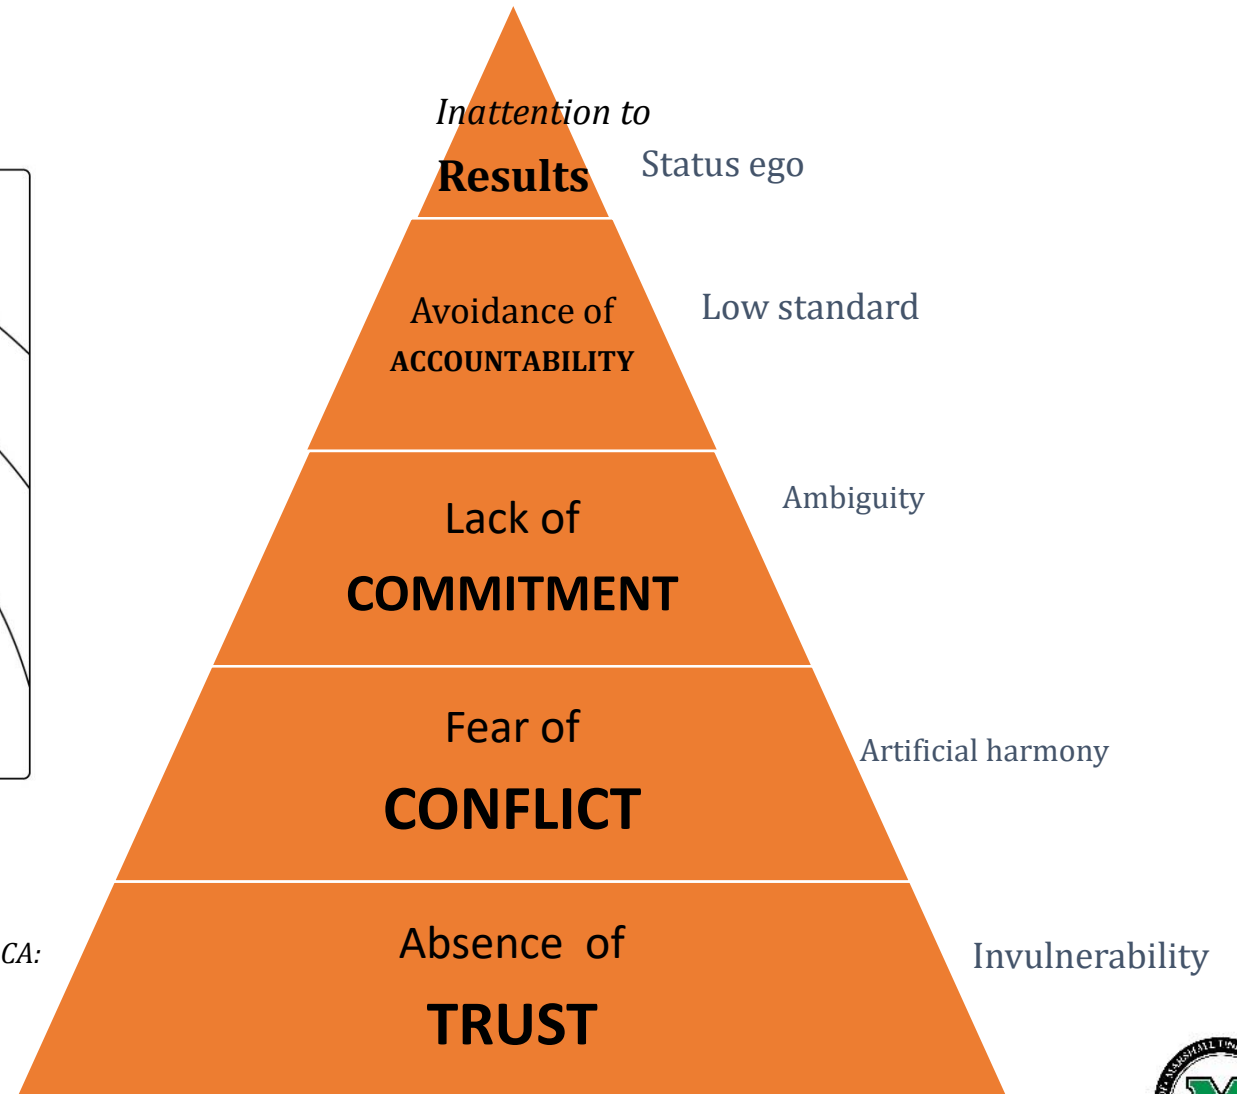 Inattention to
Results
Status ego
Avoidance of
ACCOUNTABILITY
Low standard
Lack of
COMMITMENT
Ambiguity
Fear of
CONFLICT
Artificial harmony
Absence of
TRUST
Invulnerability
CA:
MARSHALL